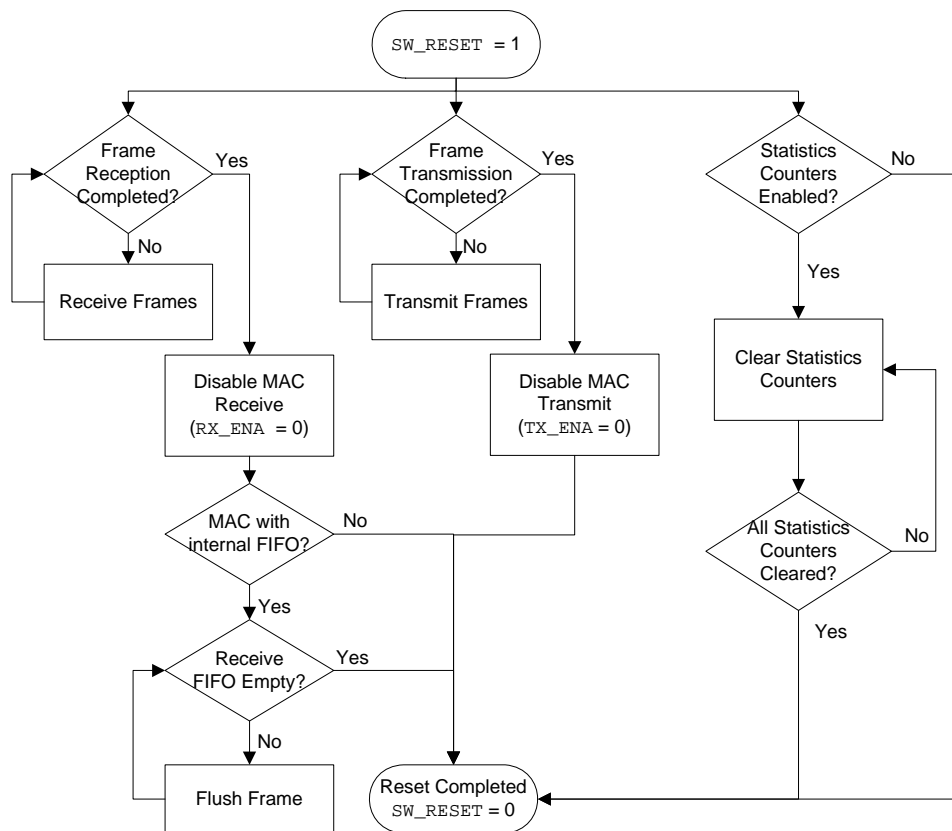 SW_RESET = 1
Frame
Reception
Completed?
Yes
No
Receive Frames
Disable MAC
Receive
(RX_ENA = 0)
MAC with
internal FIFO?
No
Yes
Receive
FIFO Empty?
Yes
No
Flush Frame
Frame
Transmission
Completed?
Yes
No
Transmit Frames
Disable MAC
Transmit
(TX_ENA = 0)
Statistics
Counters
Enabled?
No
Yes
Clear Statistics
Counters
All Statistics
Counters
Cleared?
No
Yes
Reset Completed
SW_RESET = 0